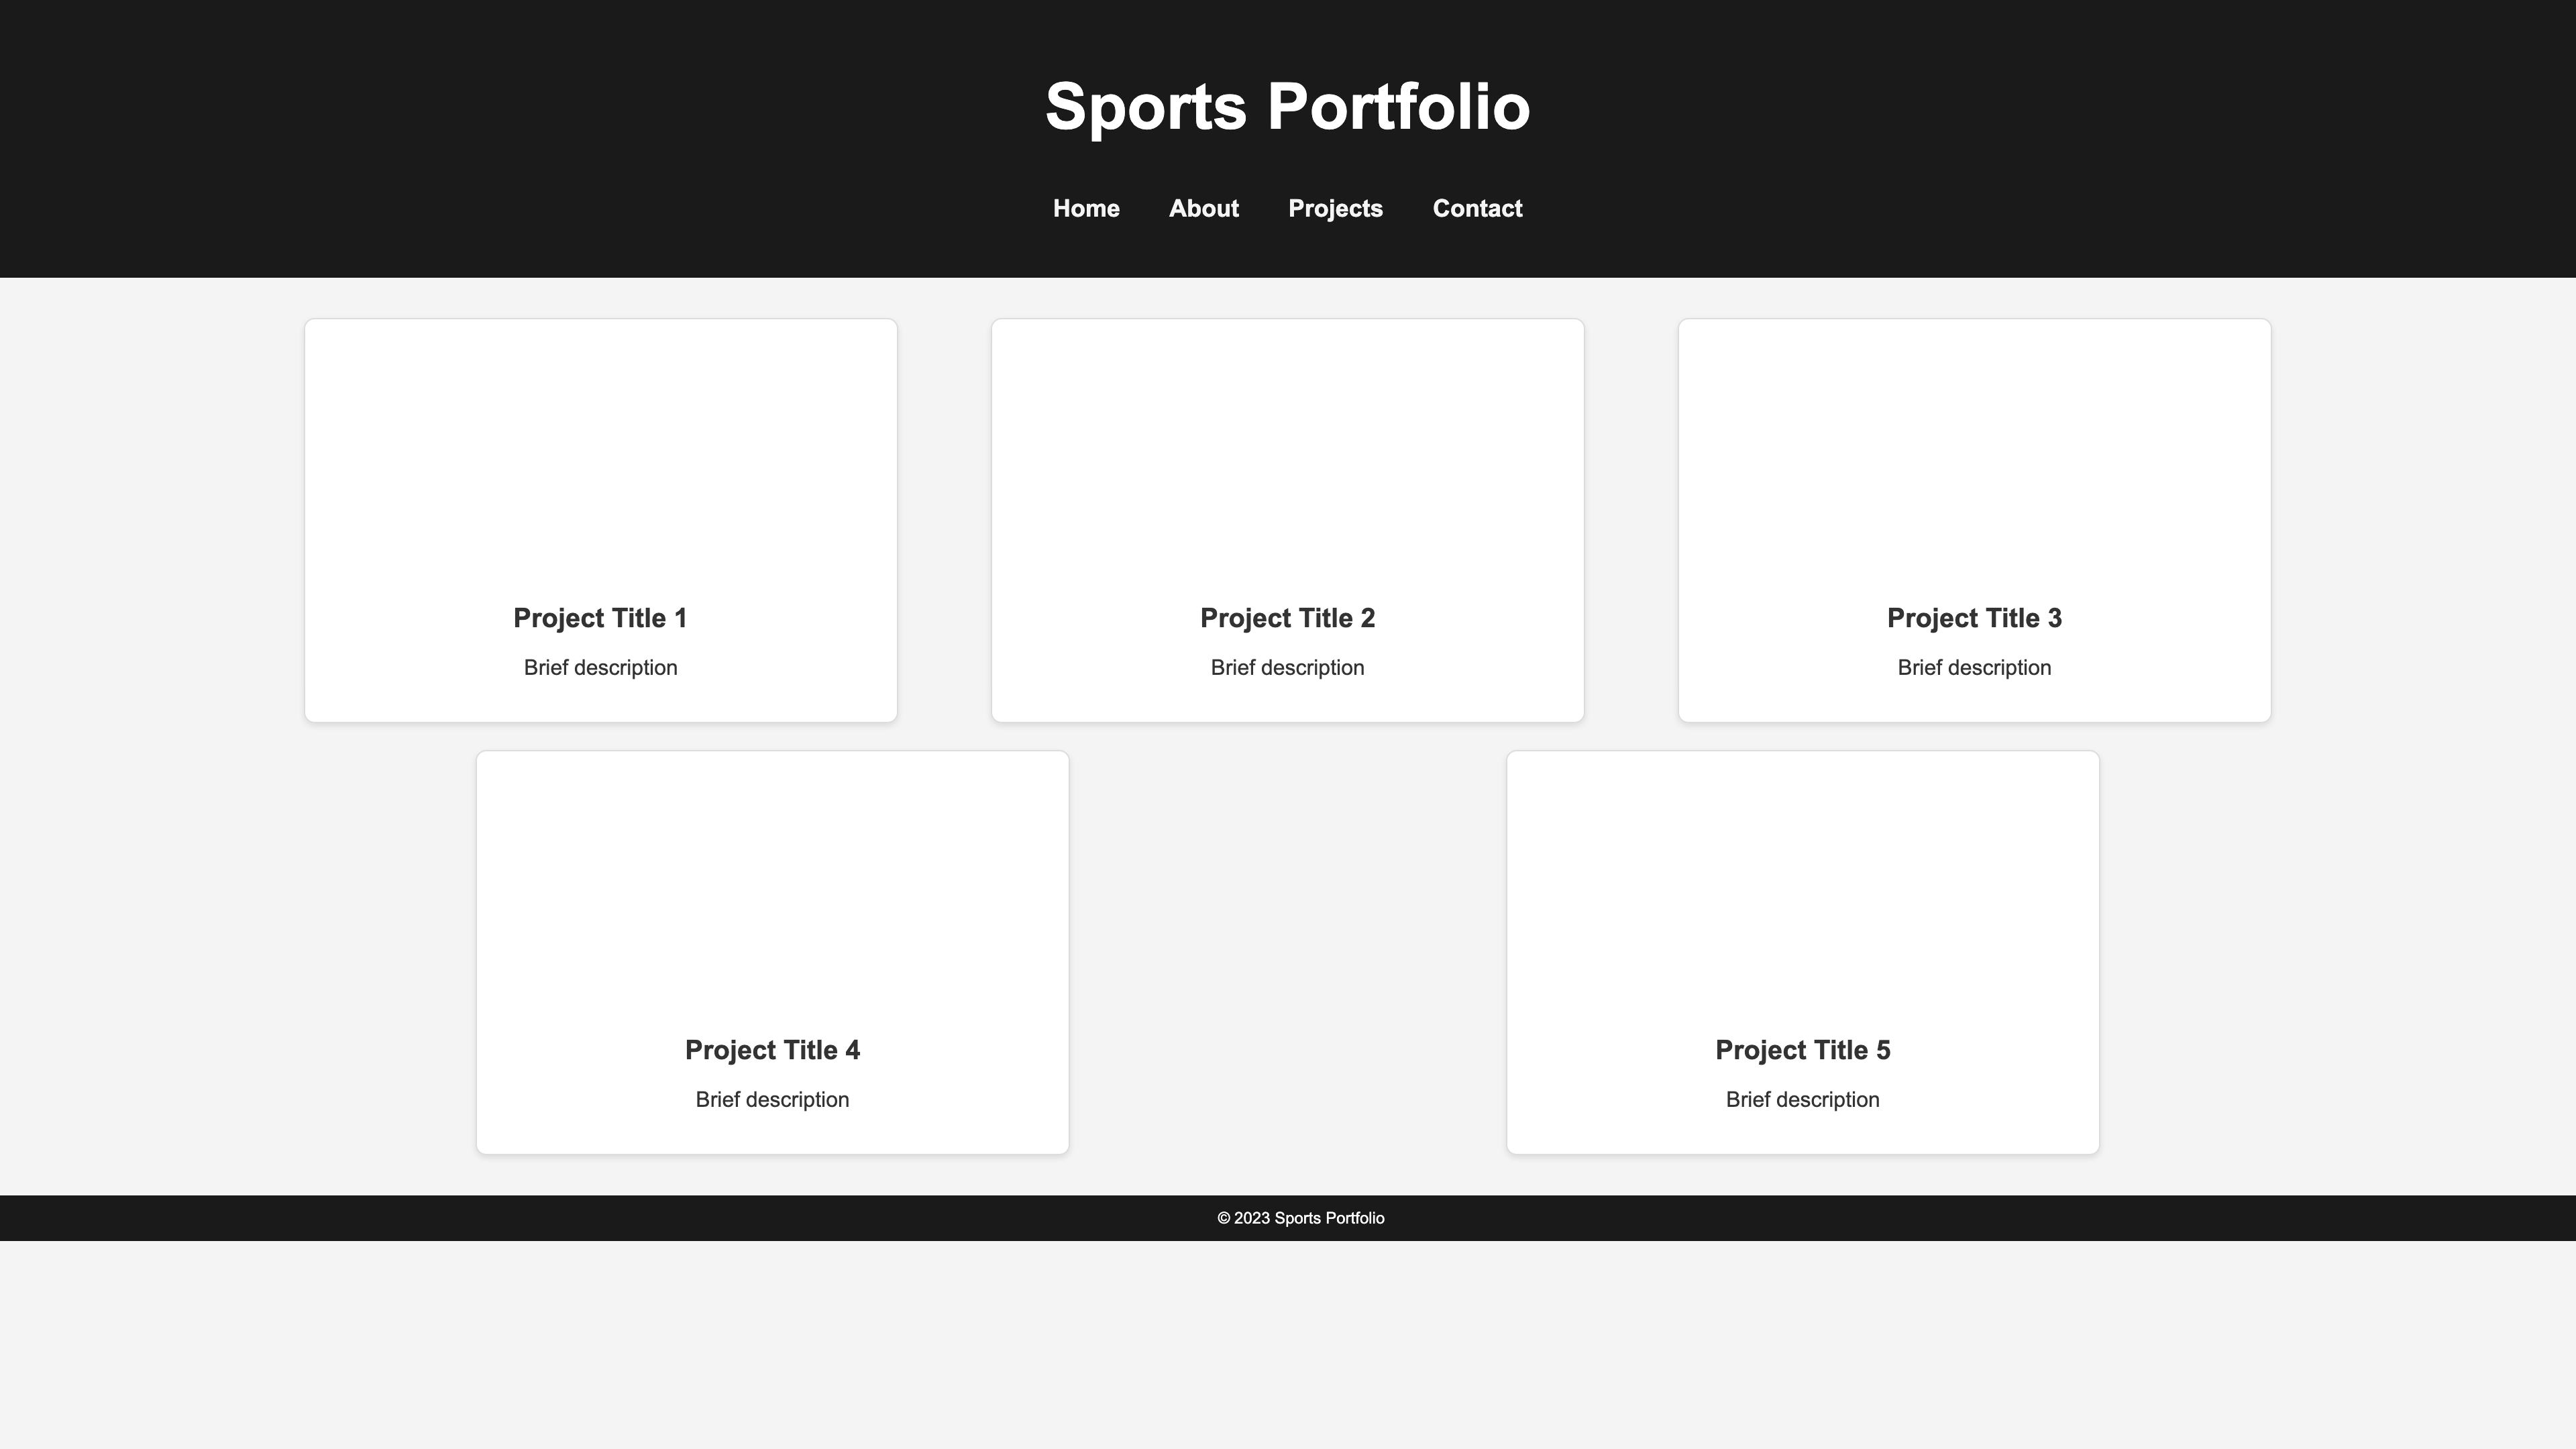 Sports Portfolio
Home About Projects Contact
Project Title 1
Brief description
Project Title 2
Brief description
Project Title 3
Brief description
Project Title 4
Brief description
Project Title 5
Brief description
© 2023 Sports Portfolio